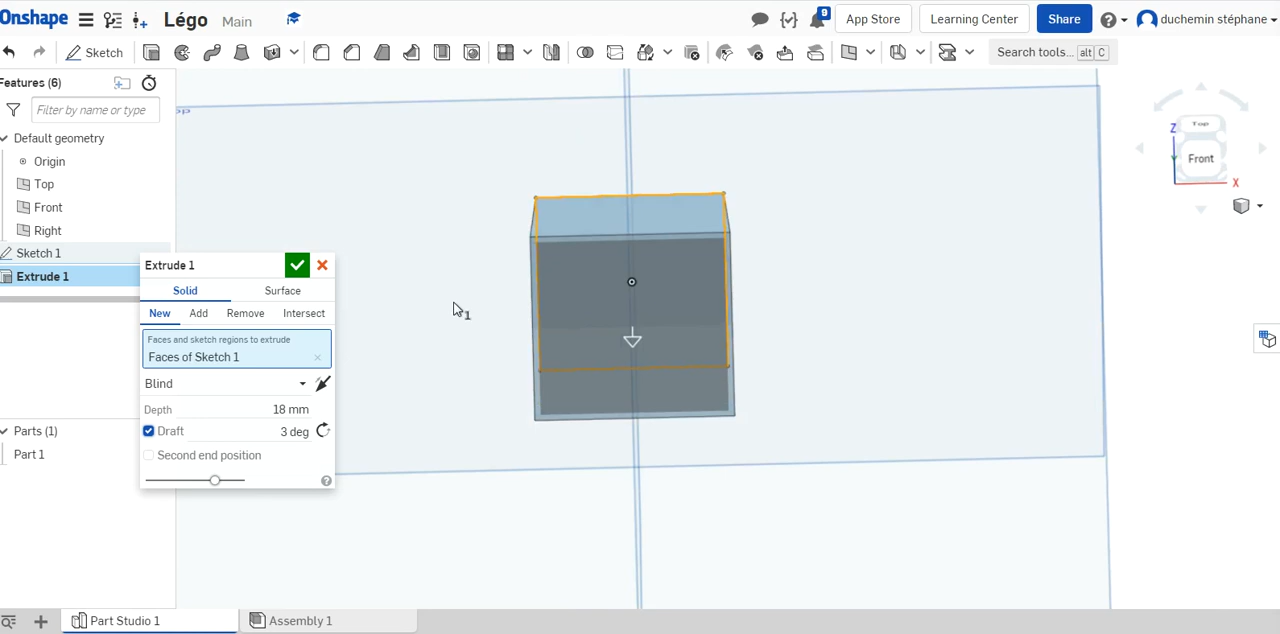 Onshape Légo Main 9 App Store Learning Center Share duchemin stéphane
Sketch Search tools... alt C
Features (6)
Filter by name or type
Default geometry
Origin
Top
Front
Right
Sketch 1
Extrude 1
Parts (1)
Part 1
Extrude 1
Solid Surface
New Add Remove Intersect
Faces and sketch regions to extrude
Faces of Sketch 1
Blind
Depth 18 mm
Draft 3 deg
Second end position
1
Top
Z
Front
X
Part Studio 1 Assembly 1